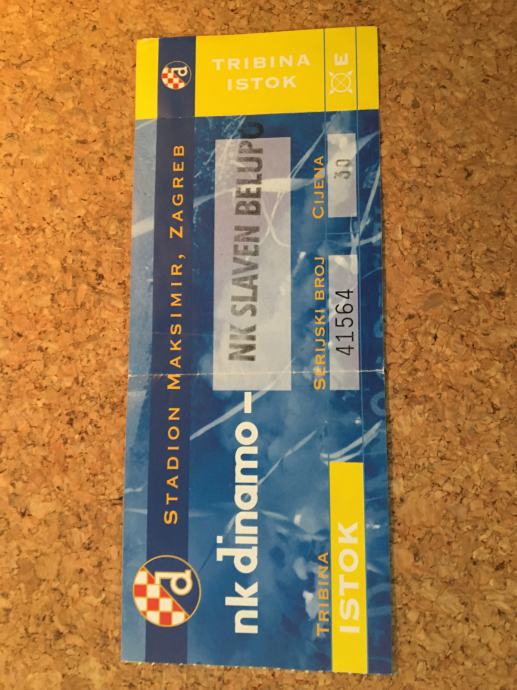 TRIBINA
ISTOK
E
STADION MAKSIMIR, ZAGREB
nk dinamo – NK SLAVEN BELUPO
SERIJSKI BROJ CIJENA
41564 30
TRIBINA
ISTOK
d
d